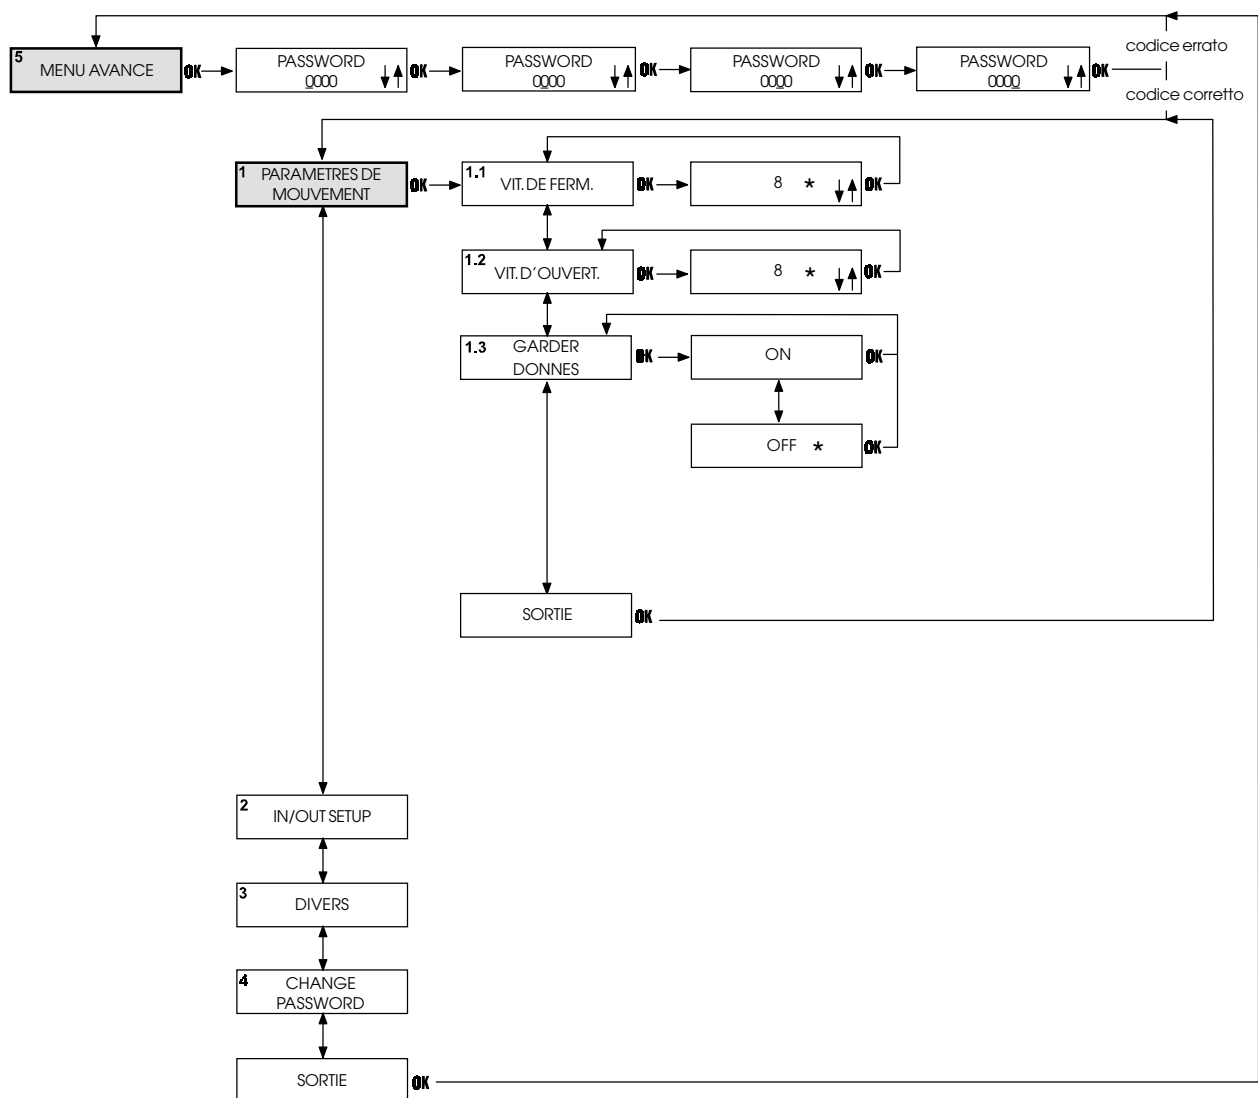 codice errato
5
MENU AVANCE
OK
PASSWORD
0000
OK
PASSWORD
0000
OK
PASSWORD
0000
OK
PASSWORD
0000
OK
codice corretto
1
PARAMETRES DE
MOUVEMENT
OK
1.1
VIT. DE FERM.
OK
8 *
OK
1.2
VIT. D'OUVERT.
OK
8 *
OK
1.3
GARDER
DONNES
OK
ON
OK
OFF *
OK
SORTIE
OK
2
IN/OUT SETUP
3
DIVERS
4
CHANGE
PASSWORD
SORTIE
OK